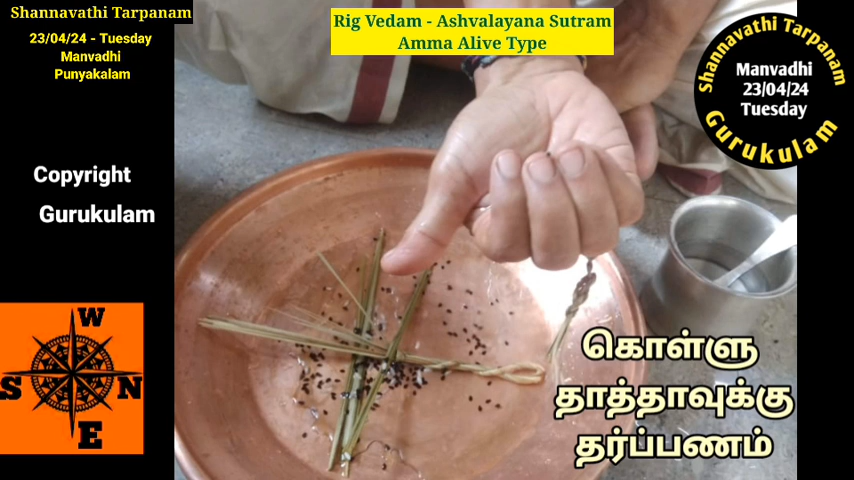 Shannavathi Tarpanam
23/04/24 - Tuesday
Manvadhi
Punyakalam
Rig Vedam - Ashvalayana Sutram
Amma Alive Type
Shannavathi Tarpanam
Manvadhi
23/04/24
Tuesday
Gurukulam
Copyright
Gurukulam
W
S N
E
கொள்ளு
தாத்தாவுக்கு
தர்ப்பணம்